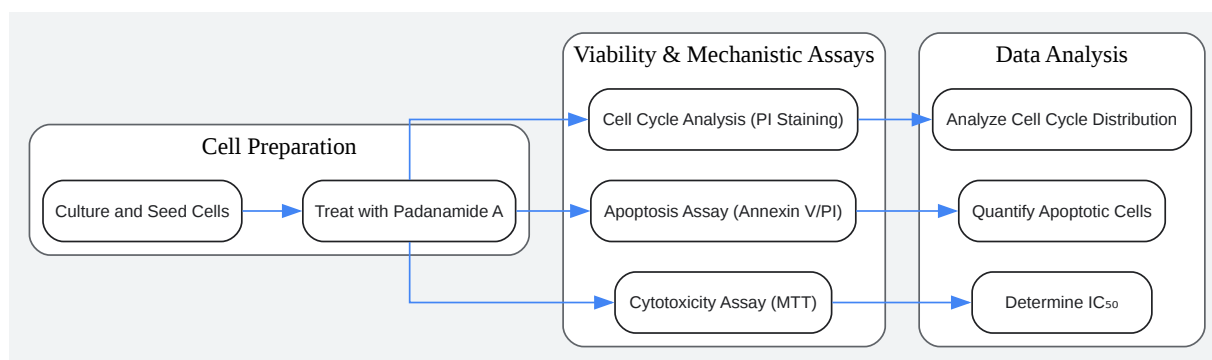 Cell Preparation
Culture and Seed Cells
Treat with Padanamide A
Viability & Mechanistic Assays
Cell Cycle Analysis (PI Staining)
Apoptosis Assay (Annexin V/PI)
Cytotoxicity Assay (MTT)
Data Analysis
Analyze Cell Cycle Distribution
Quantify Apoptotic Cells
Determine IC₅₀